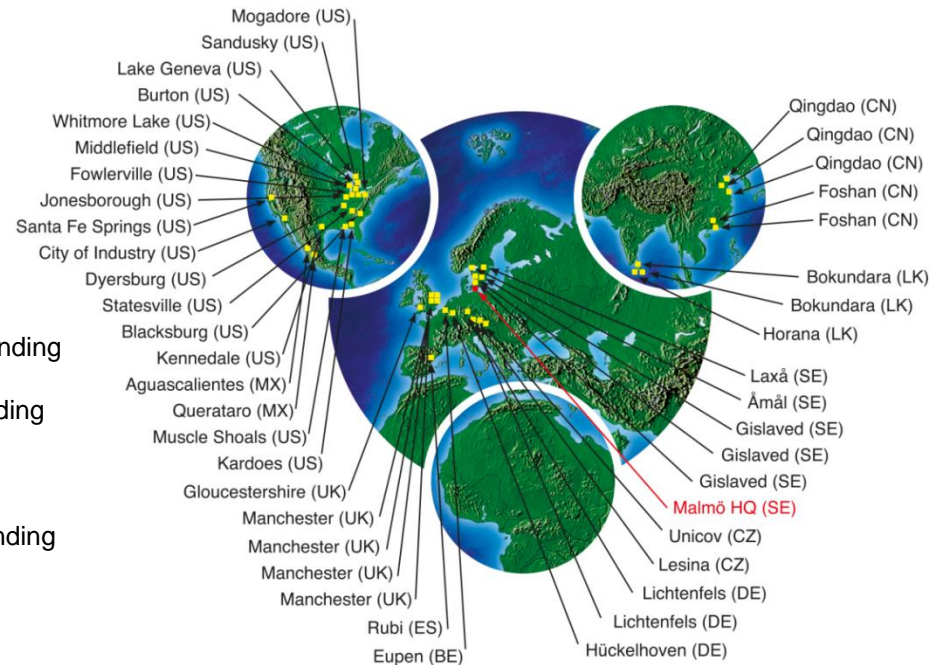 Mogadore (US)
Sandusky (US)
Lake Geneva (US)
Burton (US)
Whitmore Lake (US)
Middlefield (US)
Fowlerville (US)
Jonesborough (US)
Santa Fe Springs (US)
City of Industry (US)
Dyersburg (US)
Statesville (US)
Blacksburg (US)
Kennedale (US)
Aguascalientes (MX)
Querataro (MX)
Muscle Shoals (US)
Kardoes (US)
Gloucestershire (UK)
Manchester (UK)
Manchester (UK)
Manchester (UK)
Manchester (UK)
Rubi (ES)
Eupen (BE)
nding
ding
nding
Qingdao (CN)
Qingdao (CN)
Qingdao (CN)
Foshan (CN)
Foshan (CN)
Bokundara (LK)
Bokundara (LK)
Horana (LK)
Laxå (SE)
Åmål (SE)
Gislaved (SE)
Gislaved (SE)
Gislaved (SE)
Malmö HQ (SE)
Unicov (CZ)
Lesina (CZ)
Lichtenfels (DE)
Lichtenfels (DE)
Hückelhoven (DE)